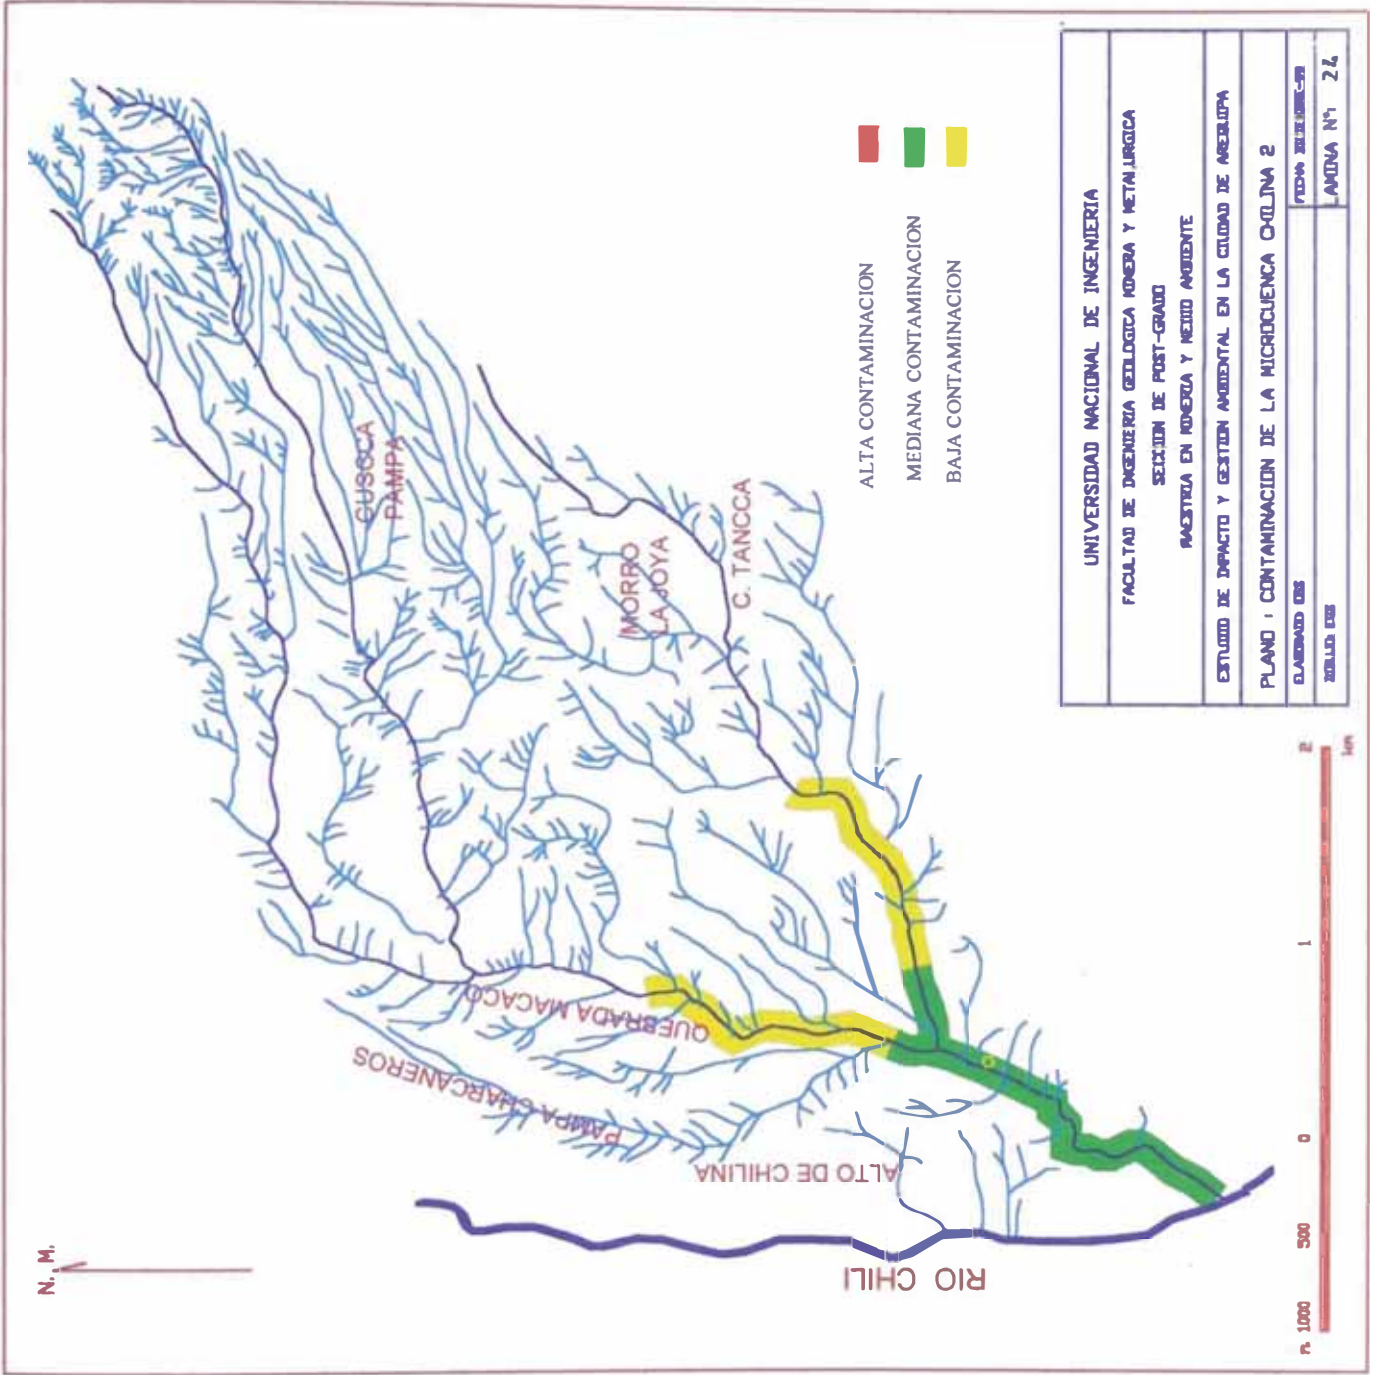 N. M.
GUSOCA
PAMPA
MORRO
LA JOYA
C. TANCCA
QUEBRADA MACACO
PAMPA CHARCANEROS
ALTO DE CHILINA
RIO CHILI
ALTA CONTAMINACION
MEDIANA CONTAMINACION
BAJA CONTAMINACION
UNIVERSIDAD NACIONAL DE INGENIERIA
FACULTAD DE INGENIERIA GEOLOGICA MINERA Y METALURGICA
SECCION DE POST-GRADO
MAESTRIA EN MINERIA Y MEDIO AMBIENTE
ESTUDIO DE IMPACTO Y GESTION AMBIENTAL EN LA CIUDAD DE AREQUIPA
PLANO : CONTAMINACION DE LA MICROCUENCA CHILINA 2
ELABORADO
FECHA
LAMINA Nº 24
m. 1000 500 0 1 2
km